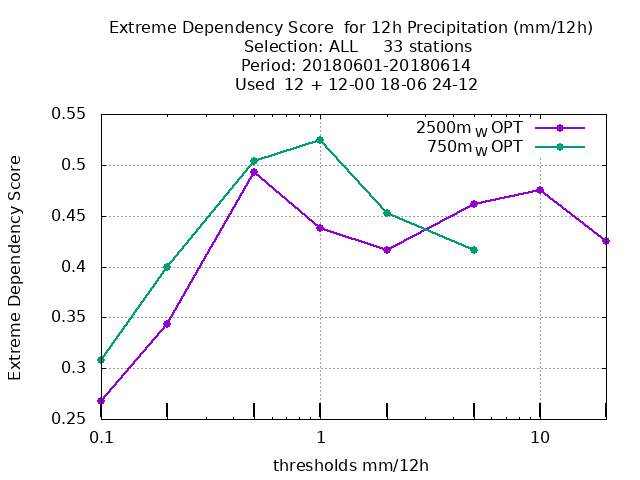 Extreme Dependency Score  for 12h Precipitation (mm/12h)
Selection: ALL     33 stations
Period: 20180601-20180614
Used  12 + 12-00 18-06 24-12
0.55
2500m_W OPT
750m_W OPT
0.5
0.45
0.4
0.35
0.3
0.25
Extreme Dependency Score
0.1
1
10
thresholds mm/12h